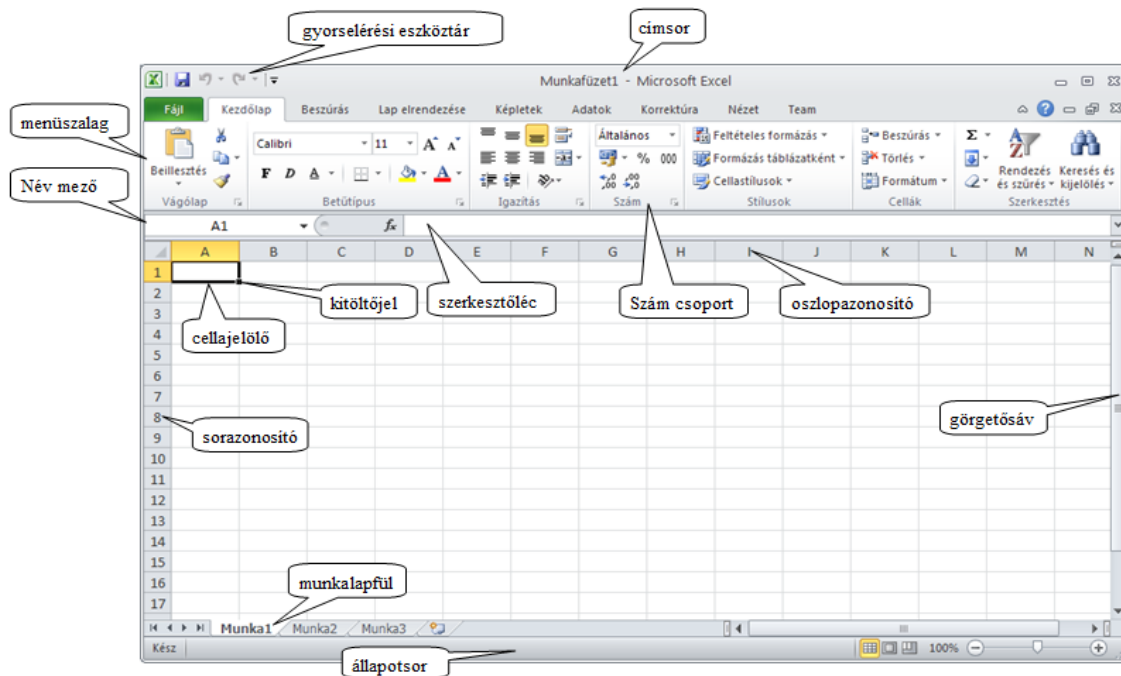 gyorselérési eszköztár
címsor
Munkafüzet1 - Microsoft Excel
Fájl Kezdőlap Beszúrás Lap elrendezése Képletek Adatok Korrektúra Nézet Team
menüszalag
Beillesztés
Calibri 11
F D A
Általános
% 000
Feltételes formázás
Formázás táblázatként
Cellastílusok
Beszúrás
Törlés
Formátum
Σ
Rendezés és szűrés
Keresés és kijelölés
Vágólap Betűtípus Igazítás Szám Stílusok Cellák Szerkesztés
Név mező
A1 fx
A B C D E F G H I J K L M N
1
2
3
4
5
6
7
8
9
10
11
12
13
14
15
16
17
kitöltőjel
szerkesztőléc
Szám csoport
oszlopazonosító
cellajelölő
görgetősáv
sorazonosító
munkalapfül
Munka1 Munka2 Munka3
Kész 100%
állapotsor